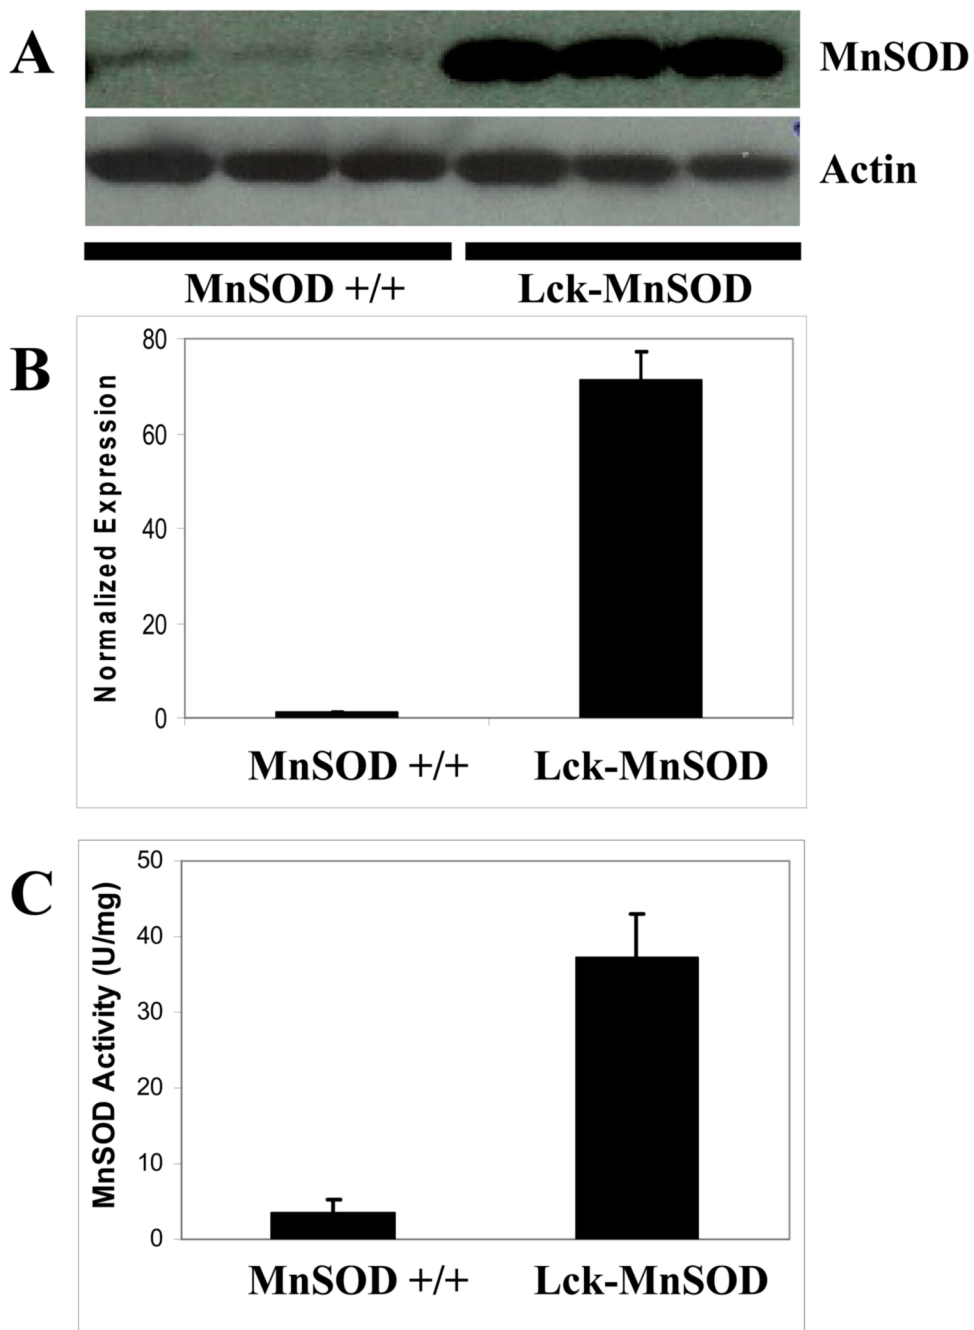 A
MnSOD
Actin
MnSOD +/+ Lck-MnSOD
B
Normalized Expression
80
60
40
20
0
MnSOD +/+ Lck-MnSOD
C
MnSOD Activity (U/mg)
50
40
30
20
10
0
MnSOD +/+ Lck-MnSOD